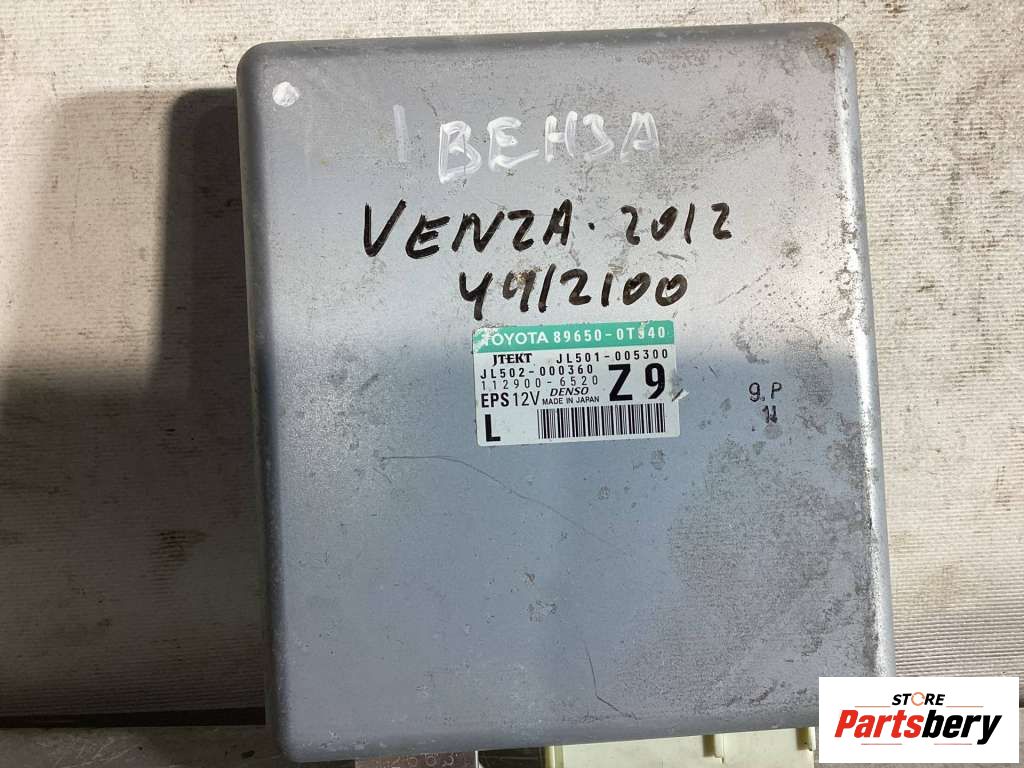 ВЕНЗА
VENZA. 2012
49/2100
TOYOTA 89650-0T040
JTEKT JL501-005300
JL502-000360
112900-6520 Z9
EPS 12V DENSO MADE IN JAPAN
L
9.P
STORE
Partsbery